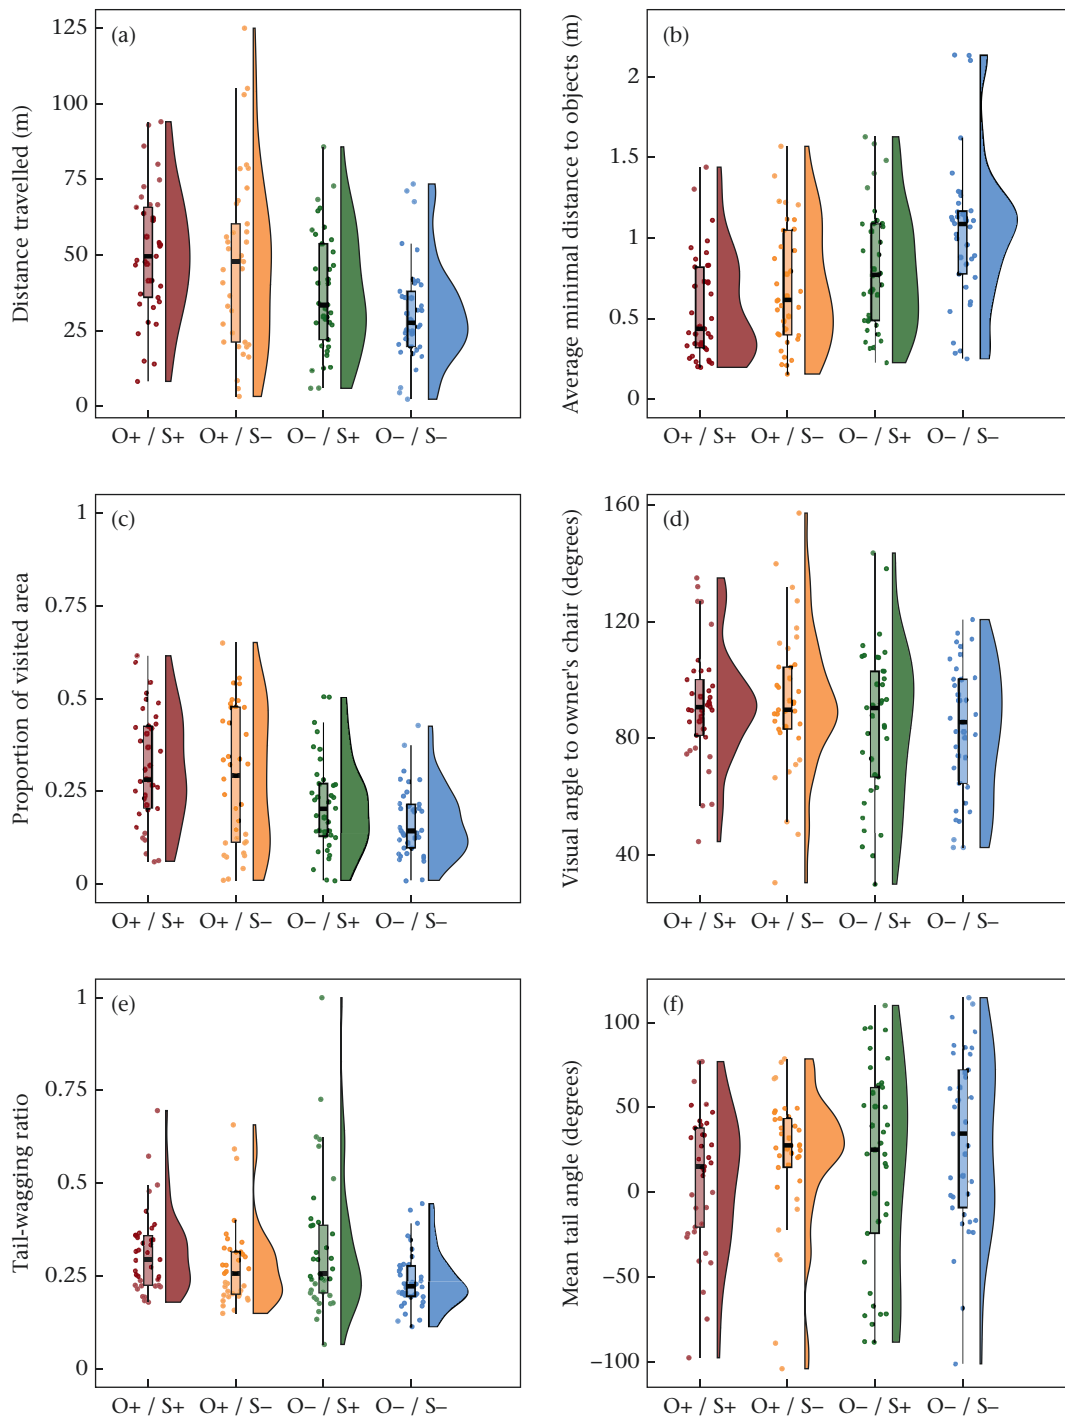 (a)
Distance travelled (m)
125
100
75
50
25
0
O+ / S+ O+ / S– O– / S+ O– / S–
(b)
Average minimal distance to objects (m)
2
1.5
1
0.5
0
O+ / S+ O+ / S– O– / S+ O– / S–
(c)
Proportion of visited area
1
0.75
0.5
0.25
0
O+ / S+ O+ / S– O– / S+ O– / S–
(d)
Visual angle to owner's chair (degrees)
160
120
80
40
O+ / S+ O+ / S– O– / S+ O– / S–
(e)
Tail-wagging ratio
1
0.75
0.5
0.25
0
O+ / S+ O+ / S– O– / S+ O– / S–
(f)
Mean tail angle (degrees)
100
50
0
−50
−100
O+ / S+ O+ / S– O– / S+ O– / S–